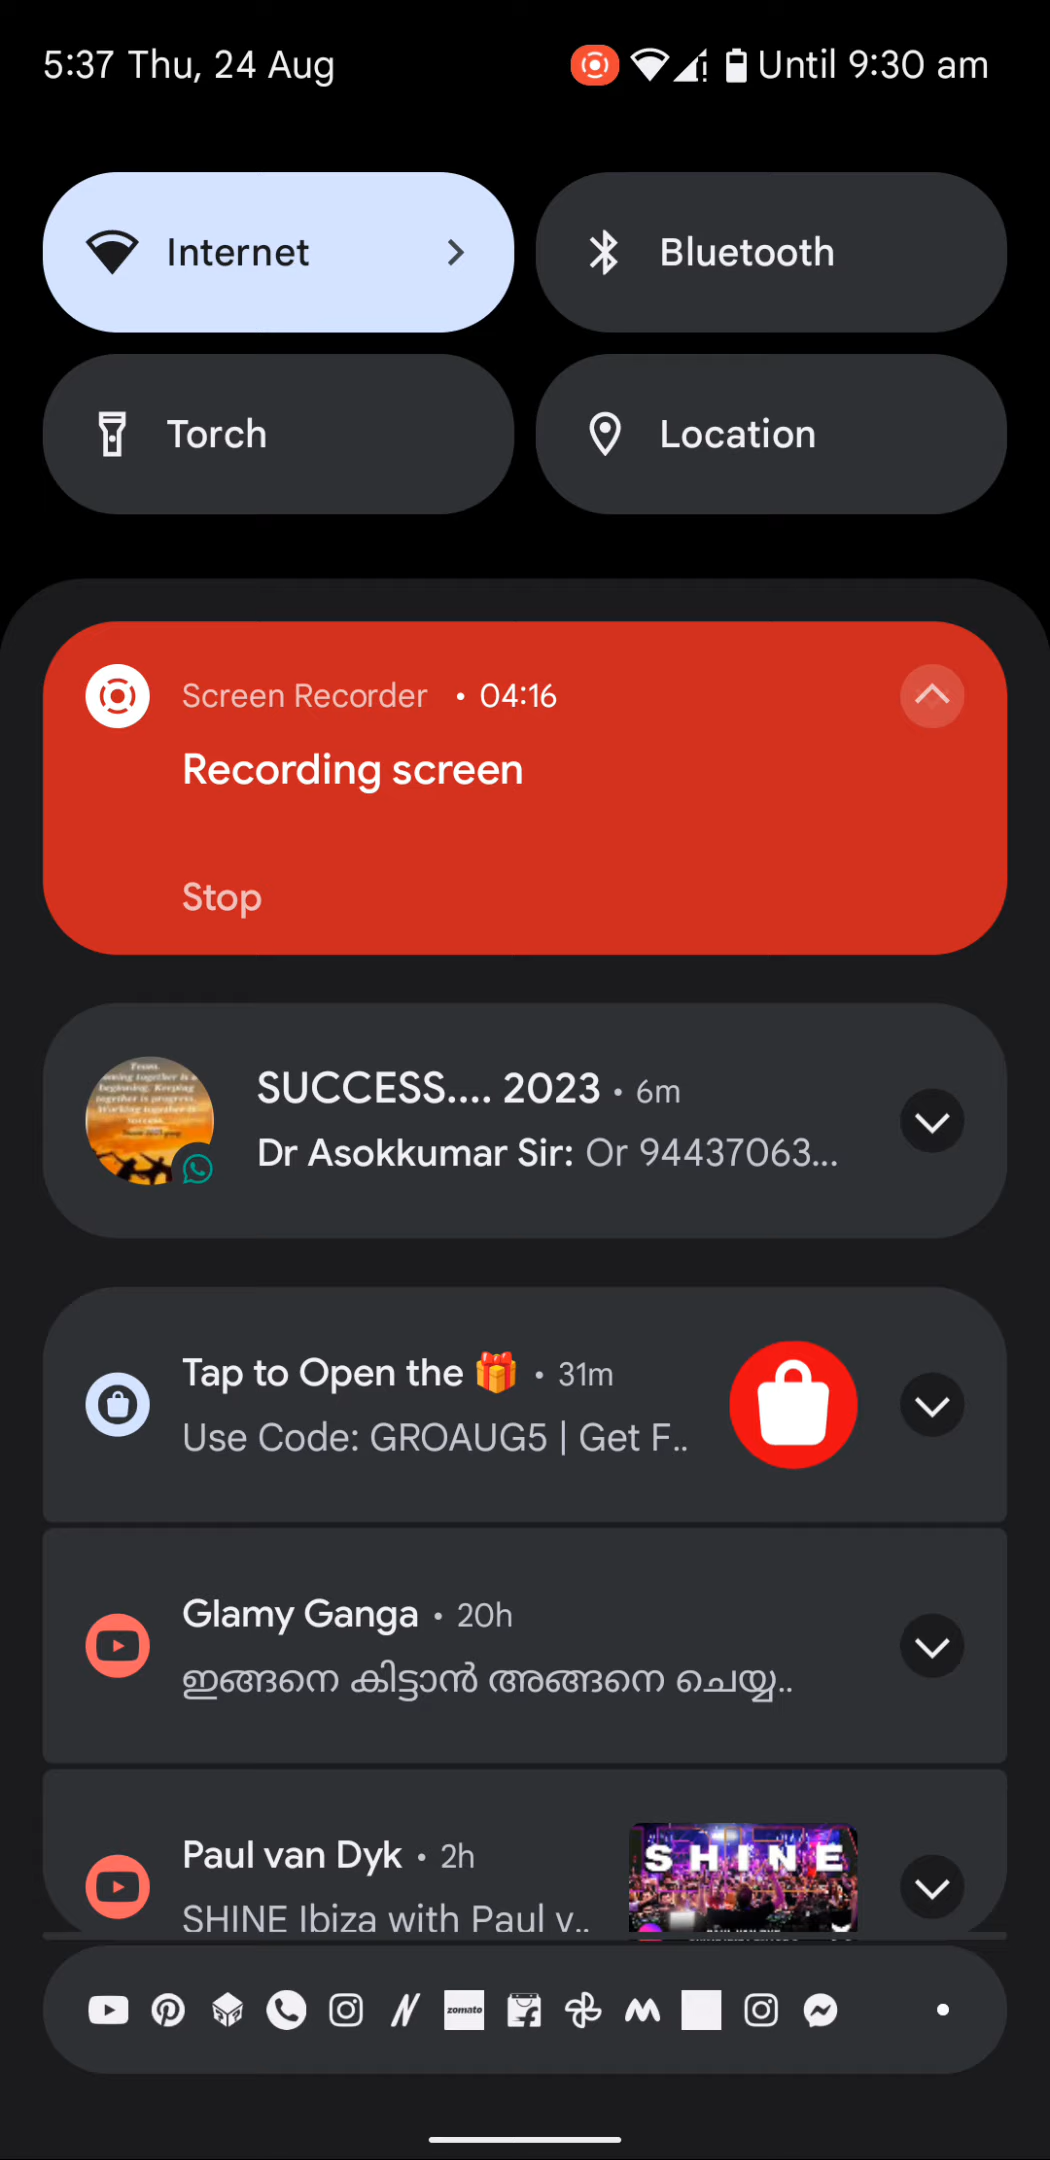 5:37 Thu, 24 Aug
Until 9:30 am
Internet
Bluetooth
Torch
Location
Screen Recorder • 04:16
Recording screen
Stop
SUCCESS.... 2023 • 6m
Dr Asokkumar Sir: Or 94437063...
Tap to Open the 🎁 • 31m
Use Code: GROAUG5 | Get F..
Glamy Ganga • 20h
ഇങ്ങനെ കിട്ടാൻ അങ്ങനെ ചെയ്യ..
Paul van Dyk • 2h
SHINE
SHINE Ibiza with Paul v..
zomato